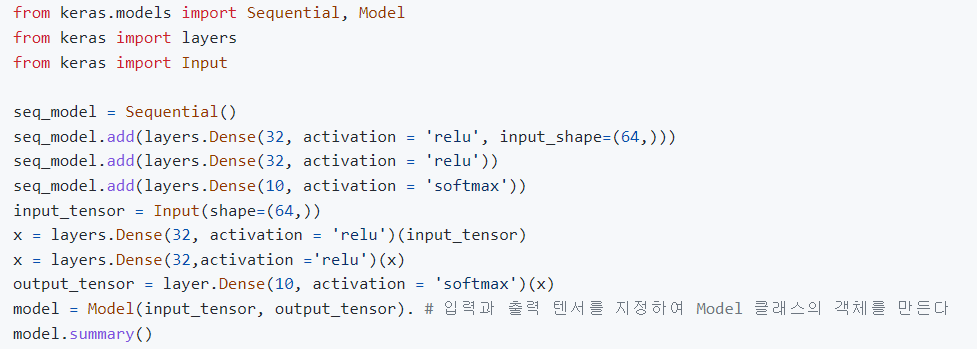 from keras.models import Sequential, Model
from keras import layers
from keras import Input
seq_model = Sequential()
seq_model.add(layers.Dense(32, activation = 'relu', input_shape=(64,)))
seq_model.add(layers.Dense(32, activation = 'relu'))
seq_model.add(layers.Dense(10, activation = 'softmax'))
input_tensor = Input(shape=(64,))
x = layers.Dense(32, activation = 'relu')(input_tensor)
x = layers.Dense(32,activation ='relu')(x)
output_tensor = layer.Dense(10, activation = 'softmax')(x)
model = Model(input_tensor, output_tensor). # 입력과 출력 텐서를 지정하여 Model 클래스의 객체를 만든다
model.summary()